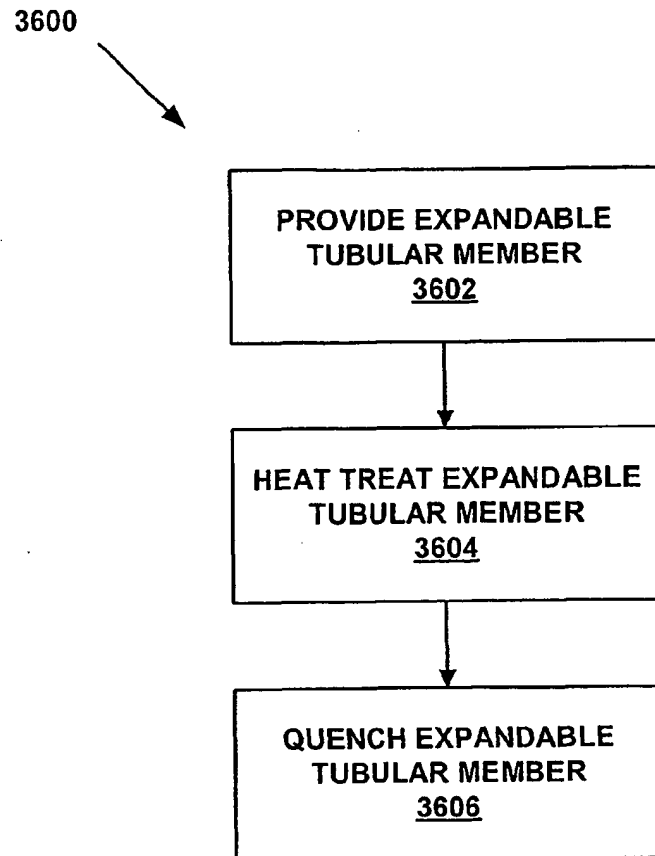 3600
PROVIDE EXPANDABLE
TUBULAR MEMBER
3602
HEAT TREAT EXPANDABLE
TUBULAR MEMBER
3604
QUENCH EXPANDABLE
TUBULAR MEMBER
3606